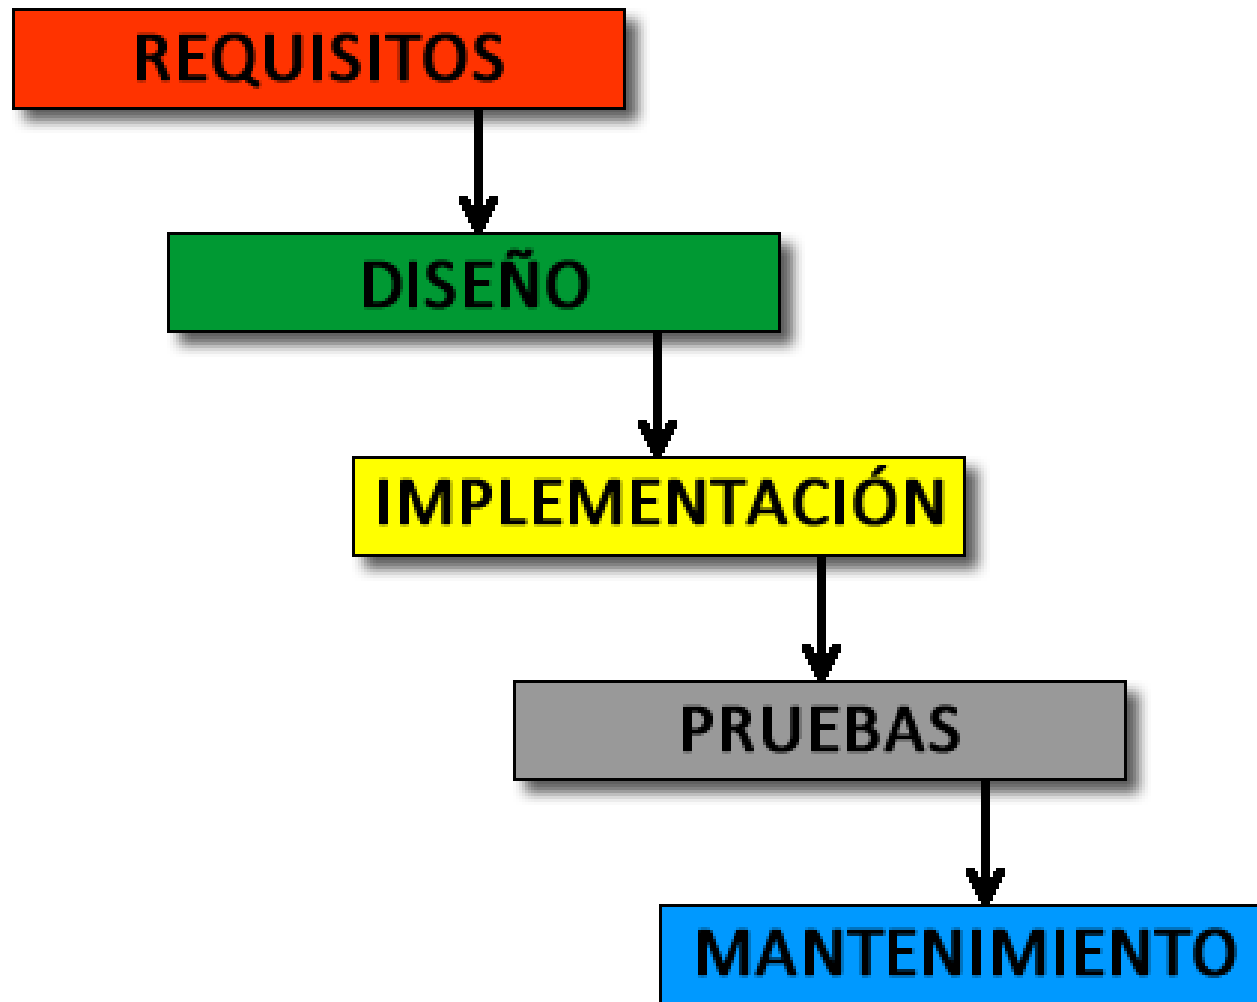 REQUISITOS
DISEÑO
IMPLEMENTACIÓN
PRUEBAS
MANTENIMIENTO